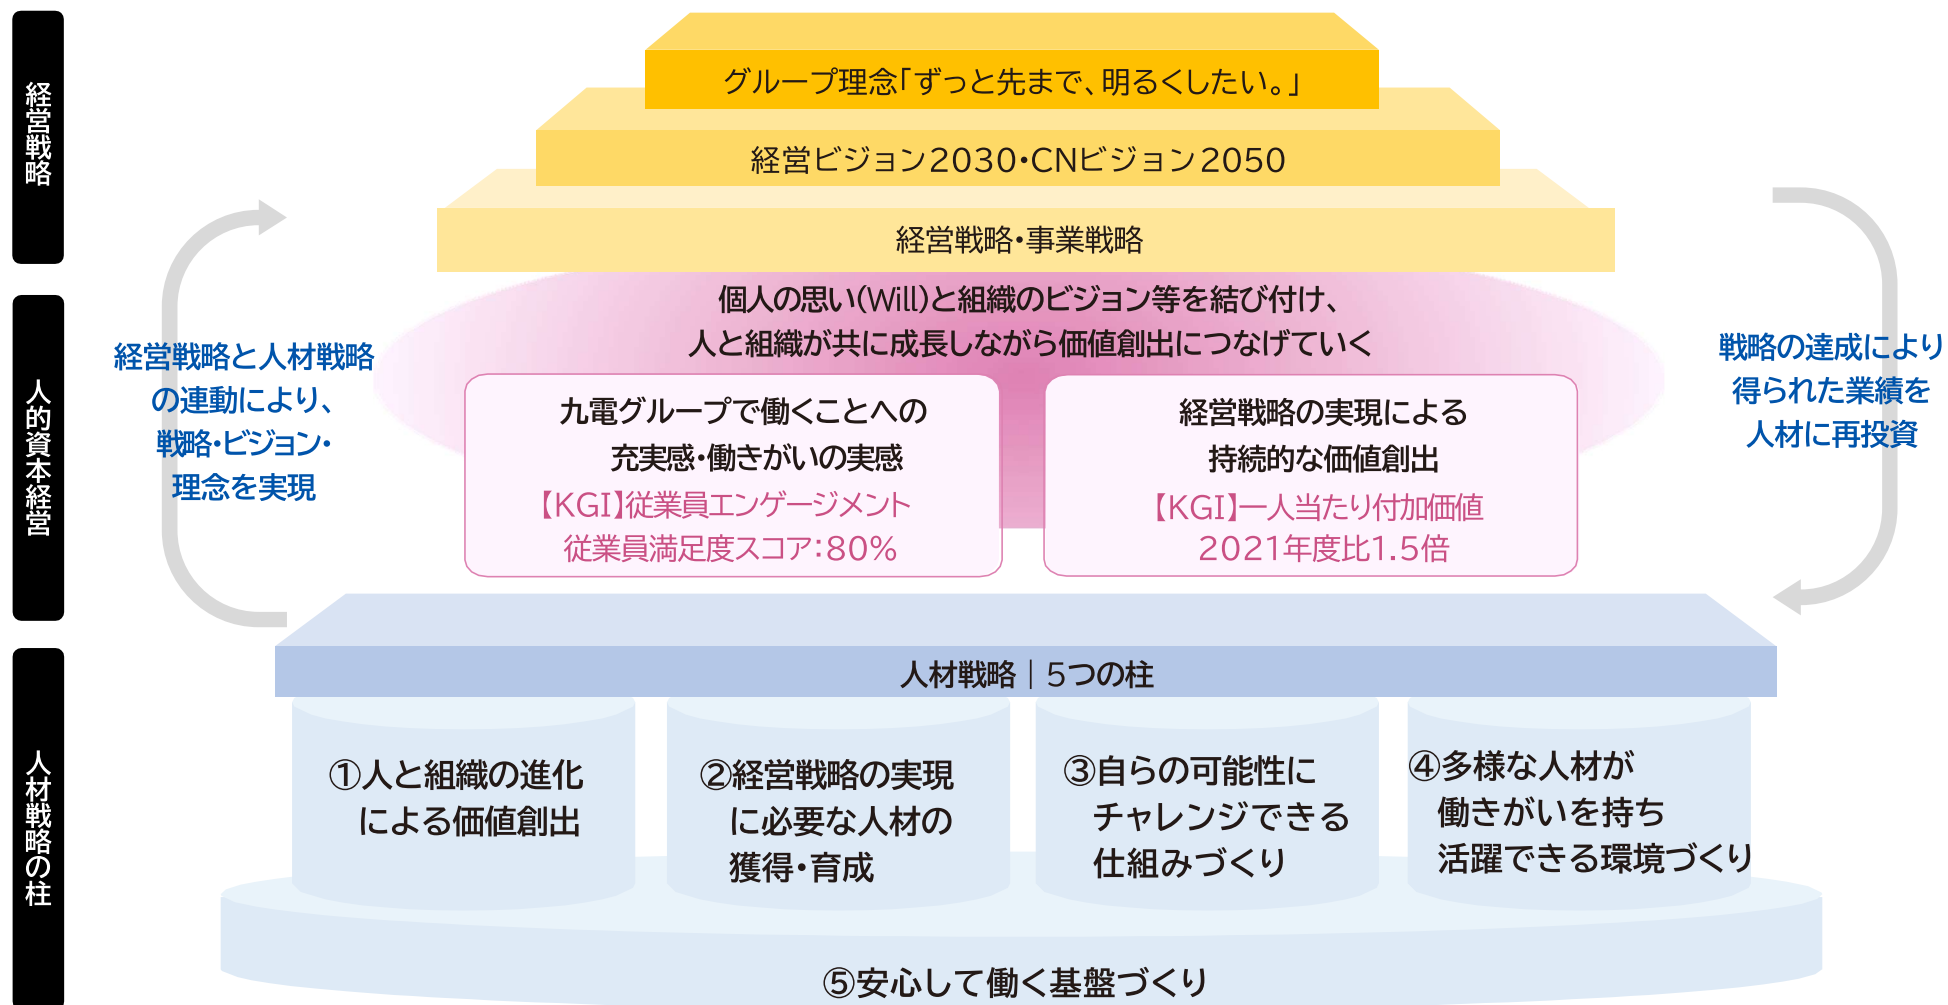 経営戦略
グループ理念「ずっと先まで、明るくしたい。」
経営ビジョン2030・CNビジョン2050
経営戦略・事業戦略
人的資本経営
経営戦略と人材戦略
の連動により、
戦略・ビジョン・
理念を実現
個人の思い(Will)と組織のビジョン等を結び付け、
人と組織が共に成長しながら価値創出につなげていく
九電グループで働くことへの
充実感・働きがいの実感
【KGI】従業員エンゲージメント
従業員満足度スコア：80%
経営戦略の実現による
持続的な価値創出
【KGI】一人当たり付加価値
2021年度比1.5倍
戦略の達成により
得られた業績を
人材に再投資
人材戦略の柱
人材戦略｜5つの柱
①人と組織の進化
による価値創出
②経営戦略の実現
に必要な人材の
獲得・育成
③自らの可能性に
チャレンジできる
仕組みづくり
④多様な人材が
働きがいを持ち
活躍できる環境づくり
⑤安心して働く基盤づくり